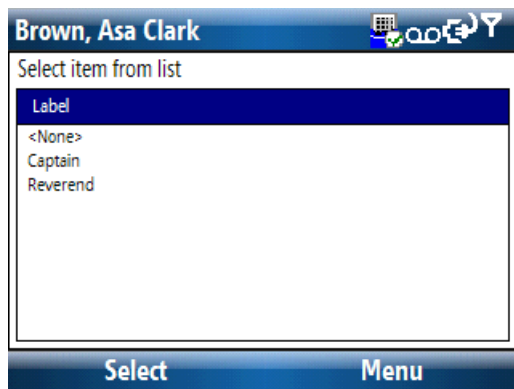 Brown, Asa Clark
Select item from list
Label
<None>
Captain
Reverend
Select Menu